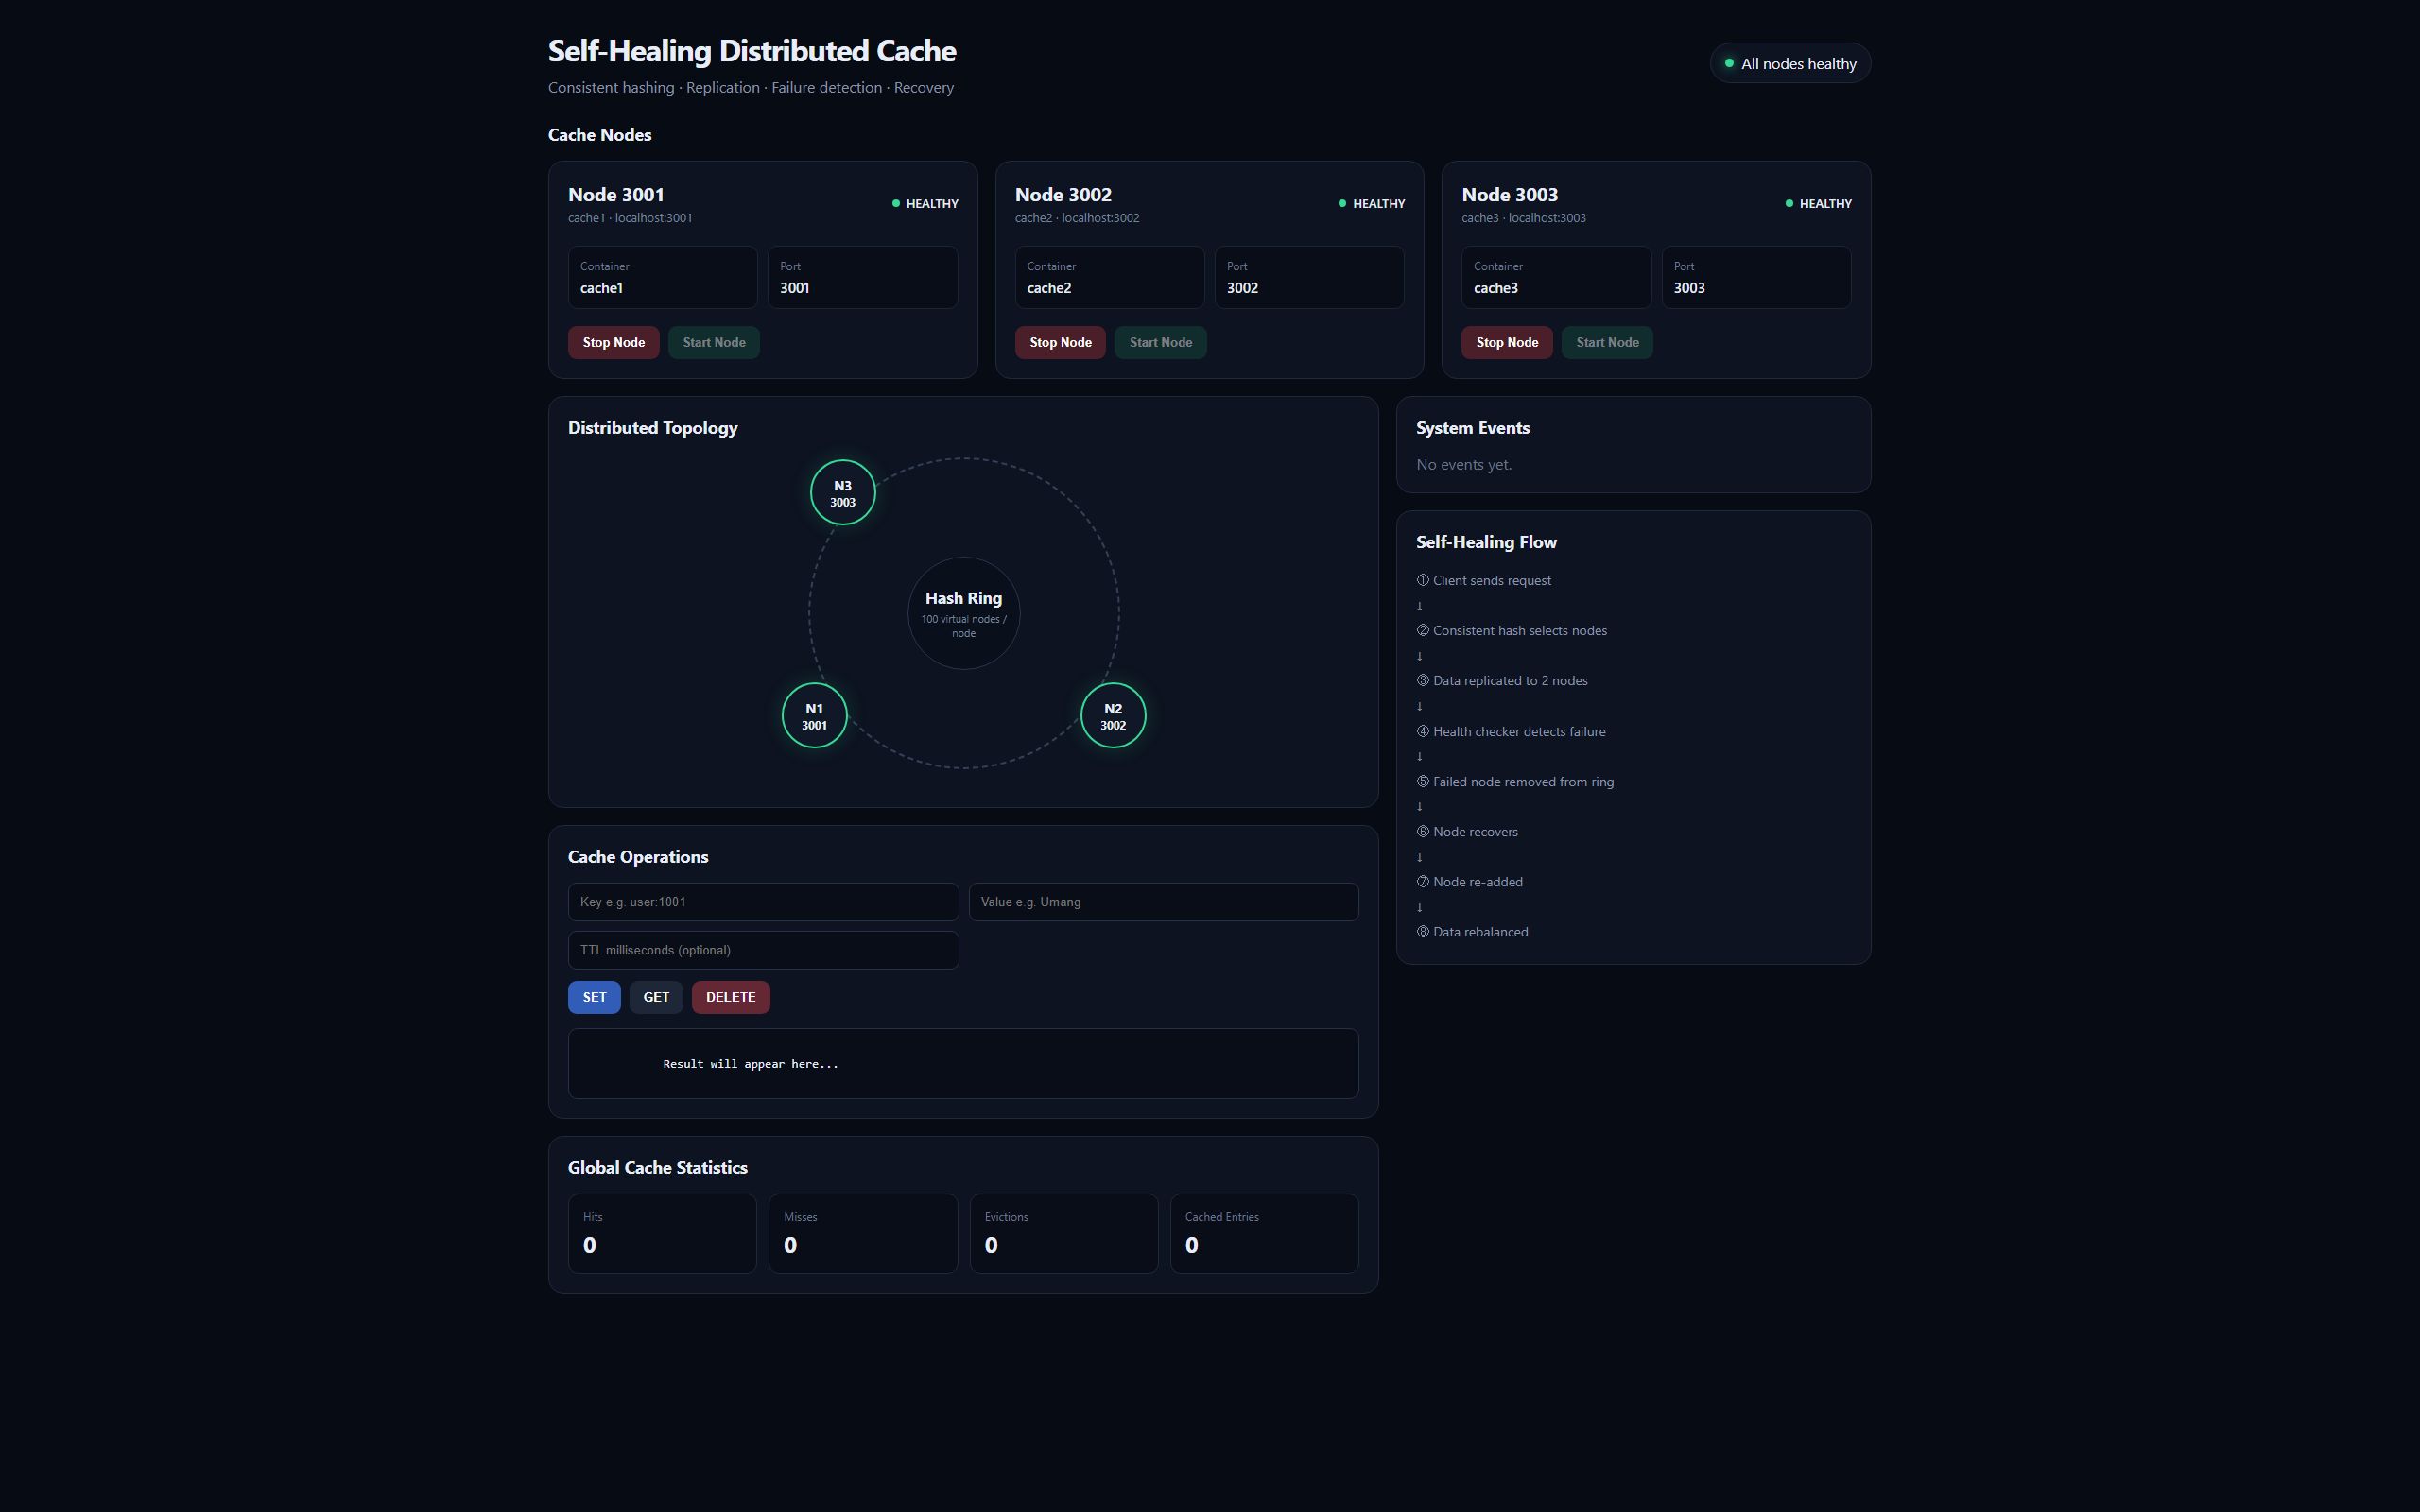 Self-Healing Distributed Cache
Consistent hashing · Replication · Failure detection · Recovery
All nodes healthy
Cache Nodes
Node 3001
cache1 · localhost:3001
HEALTHY
Container
cache1
Port
3001
Stop Node
Start Node
Node 3002
cache2 · localhost:3002
HEALTHY
Container
cache2
Port
3002
Stop Node
Start Node
Node 3003
cache3 · localhost:3003
HEALTHY
Container
cache3
Port
3003
Stop Node
Start Node
Distributed Topology
N3
3003
Hash Ring
100 virtual nodes /
node
N1
3001
N2
3002
Cache Operations
Key e.g. user:1001
Value e.g. Umang
TTL milliseconds (optional)
SET
GET
DELETE
Result will appear here...
Global Cache Statistics
Hits
0
Misses
0
Evictions
0
Cached Entries
0
System Events
No events yet.
Self-Healing Flow
① Client sends request
↓
② Consistent hash selects nodes
↓
③ Data replicated to 2 nodes
↓
④ Health checker detects failure
↓
⑤ Failed node removed from ring
↓
⑥ Node recovers
↓
⑦ Node re-added
↓
⑧ Data rebalanced